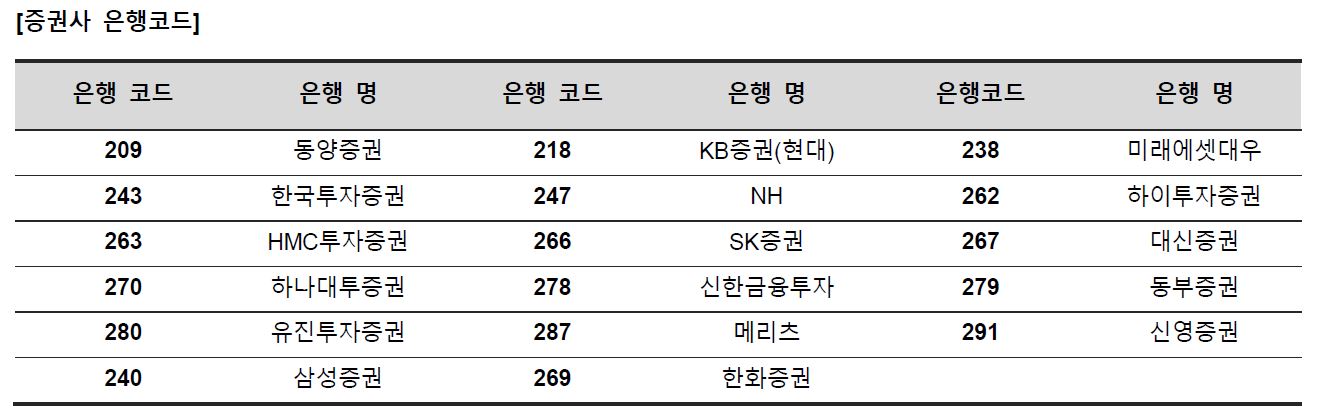 [증권사 은행코드]
은행 코드 은행 명 은행 코드 은행 명 은행코드 은행 명
209 동양증권 218 KB증권(현대) 238 미래에셋대우
243 한국투자증권 247 NH 262 하이투자증권
263 HMC투자증권 266 SK증권 267 대신증권
270 하나대투증권 278 신한금융투자 279 동부증권
280 유진투자증권 287 메리츠 291 신영증권
240 삼성증권 269 한화증권